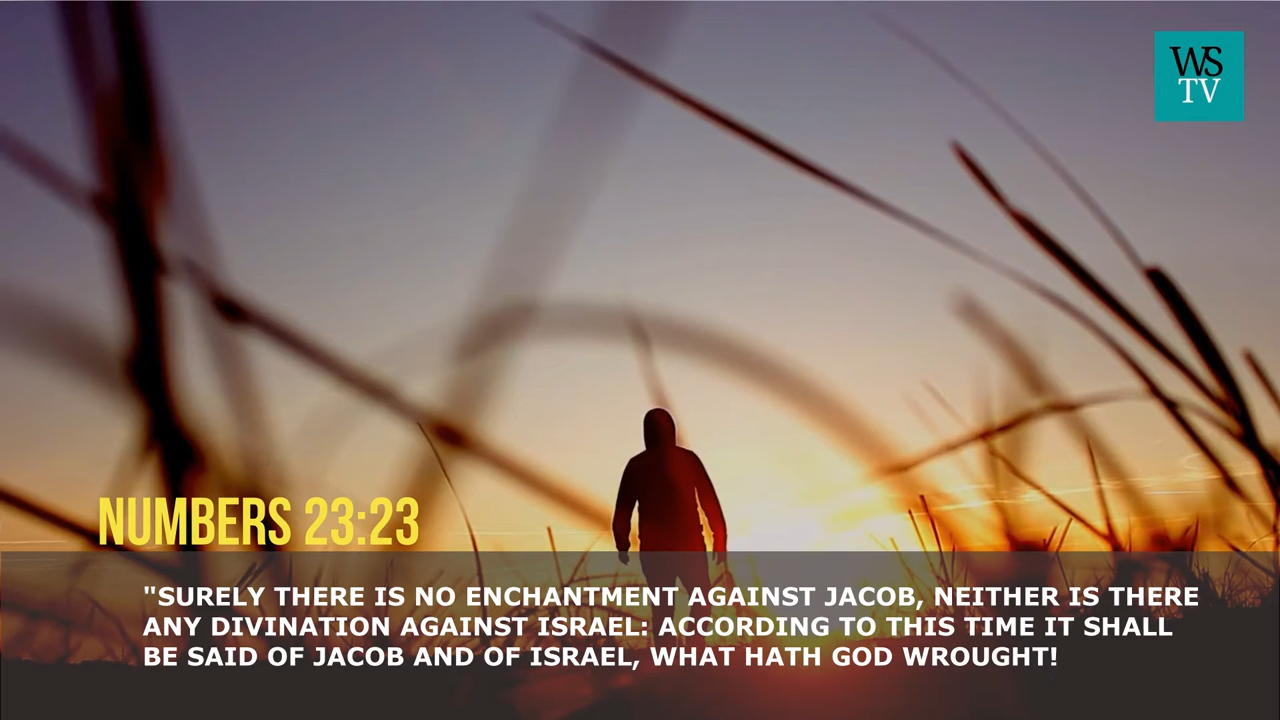 WS
TV
NUMBERS 23:23
"SURELY THERE IS NO ENCHANTMENT AGAINST JACOB, NEITHER IS THERE
ANY DIVINATION AGAINST ISRAEL: ACCORDING TO THIS TIME IT SHALL
BE SAID OF JACOB AND OF ISRAEL, WHAT HATH GOD WROUGHT!